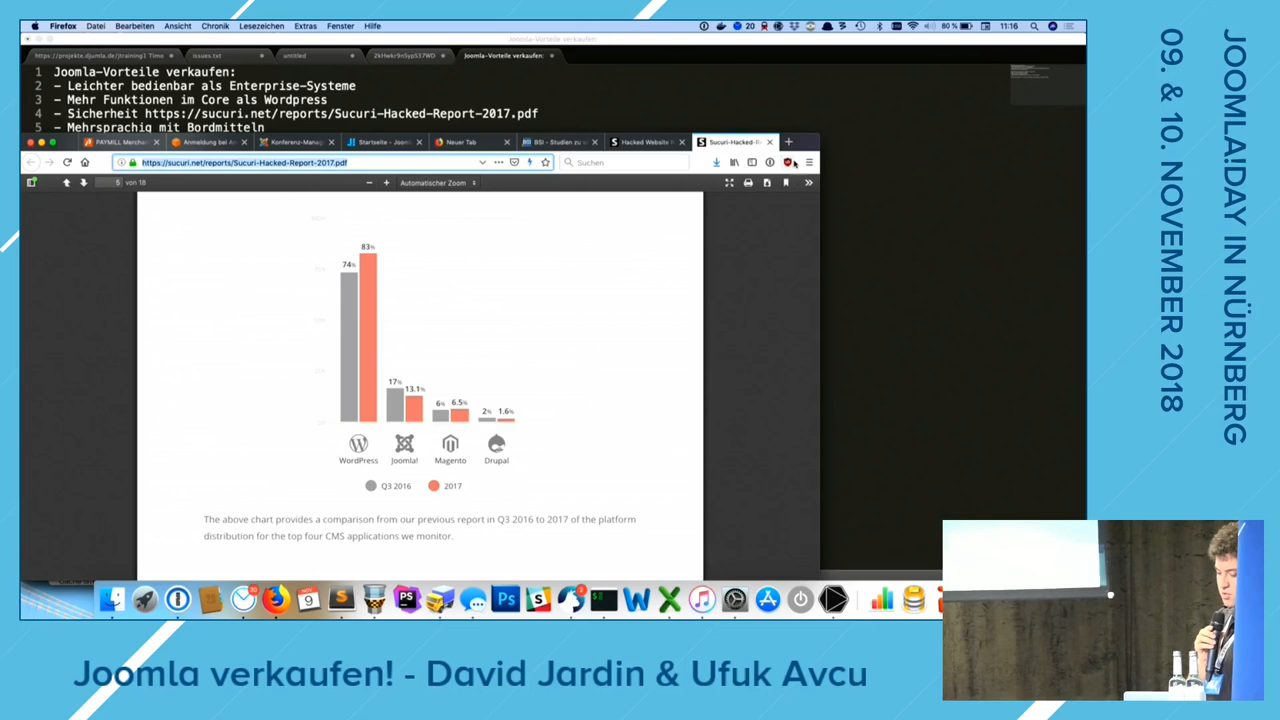 Firefox Datei Bearbeiten Ansicht Chronik Lesezeichen Extras Fenster Hilfe 20 80 % 11:16
Joomla-Vorteile verkaufen:
https://projekte.djumla.de/jtraining1 Timo issues.txt untitled Joomla-Vorteile verkaufen:
1 Joomla-Vorteile verkaufen:
2 - Leichter bedienbar als Enterprise-Systeme
3 - Mehr Funktionen im Core als Wordpress
4 - Sicherheit https://sucuri.net/reports/Sucuri-Hacked-Report-2017.pdf
5 - Mehrsprachig mit Bordmitteln
PAYMILL Merchan Anmeldung bei An Konferenz-Manag Startseite - Joom Neuer Tab BSI - Studien zu Hacked Website Sucuri-Hacked-R
https://sucuri.net/reports/Sucuri-Hacked-Report-2017.pdf Suchen
5 von 18 Automatischer Zoom
83%
74%
17% 13.1%
6% 6.5% 2% 1.6%
WordPress Joomla! Magento Drupal
Q3 2016 2017
The above chart provides a comparison from our previous report in Q3 2016 to 2017 of the platform
distribution for the top four CMS applications we monitor.
JOOMLA!DAY IN NÜRNBERG
09. & 10. NOVEMBER 2018
Joomla verkaufen! - David Jardin & Ufuk Avcu